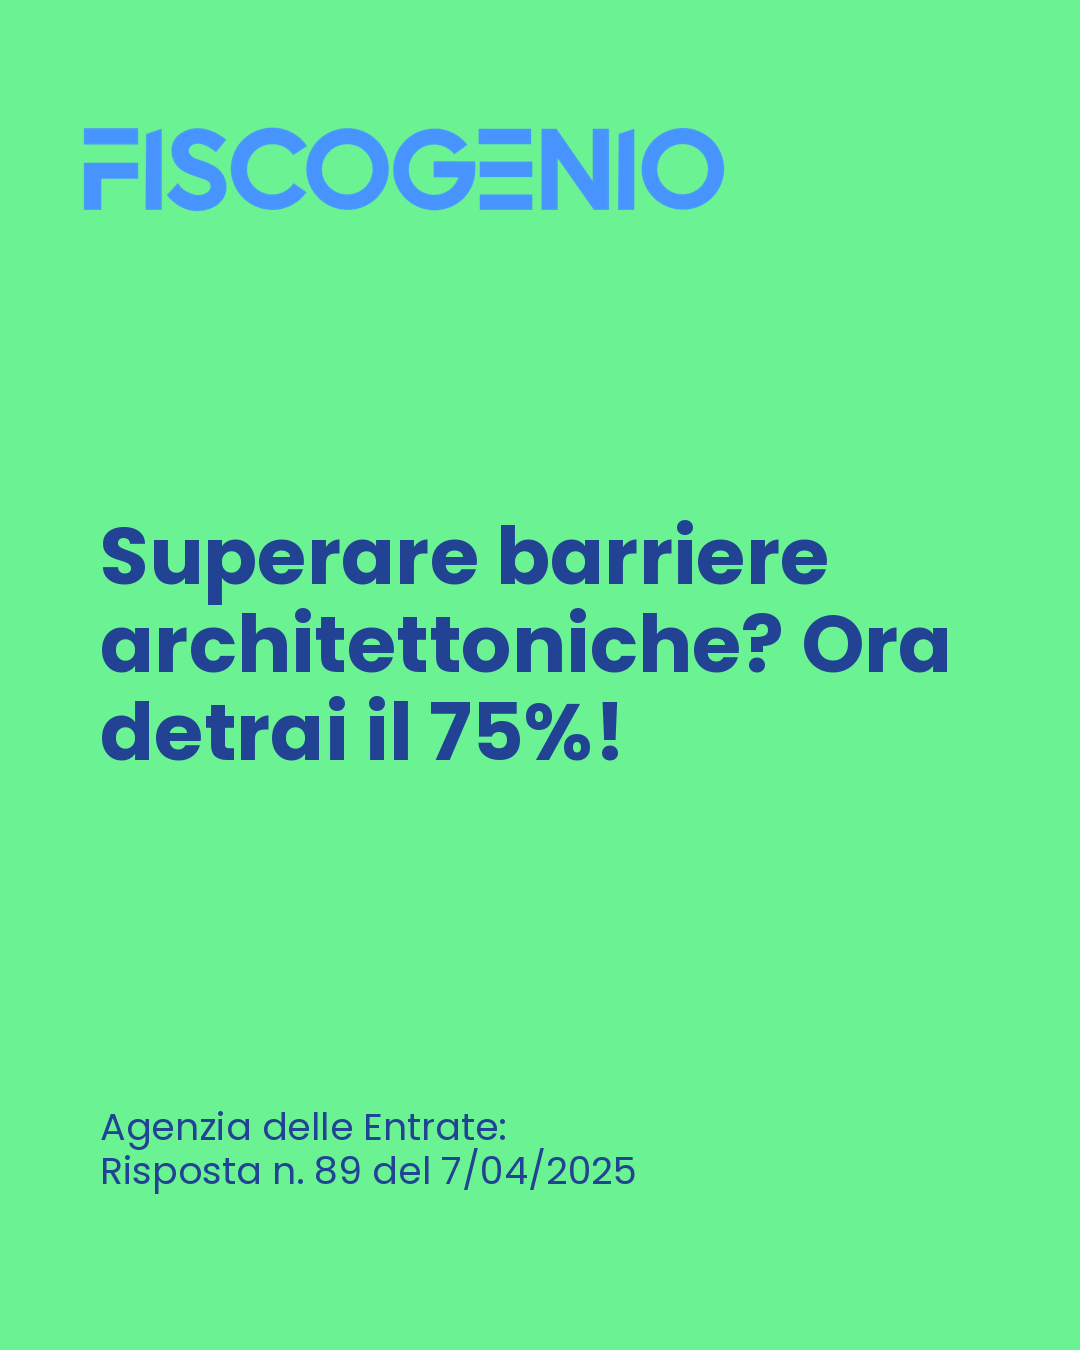 FISCOGENIO
Superare barriere
architettoniche? Ora
detrai il 75%!
Agenzia delle Entrate:
Risposta n. 89 del 7/04/2025